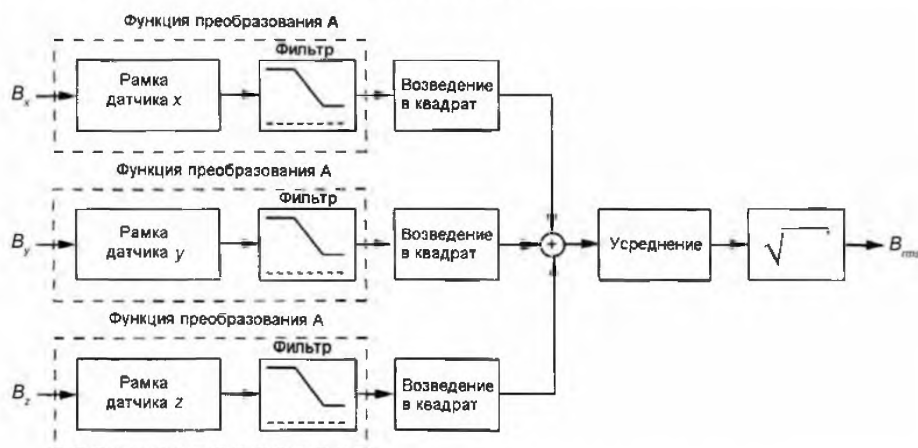 Функция преобразования А
Фильтр
B_x
Рамка
датчика x
Возведение
в квадрат
Функция преобразования А
Фильтр
B_y
Рамка
датчика y
Возведение
в квадрат
+
Усреднение
√
B_rms
Функция преобразования А
Фильтр
B_z
Рамка
датчика z
Возведение
в квадрат